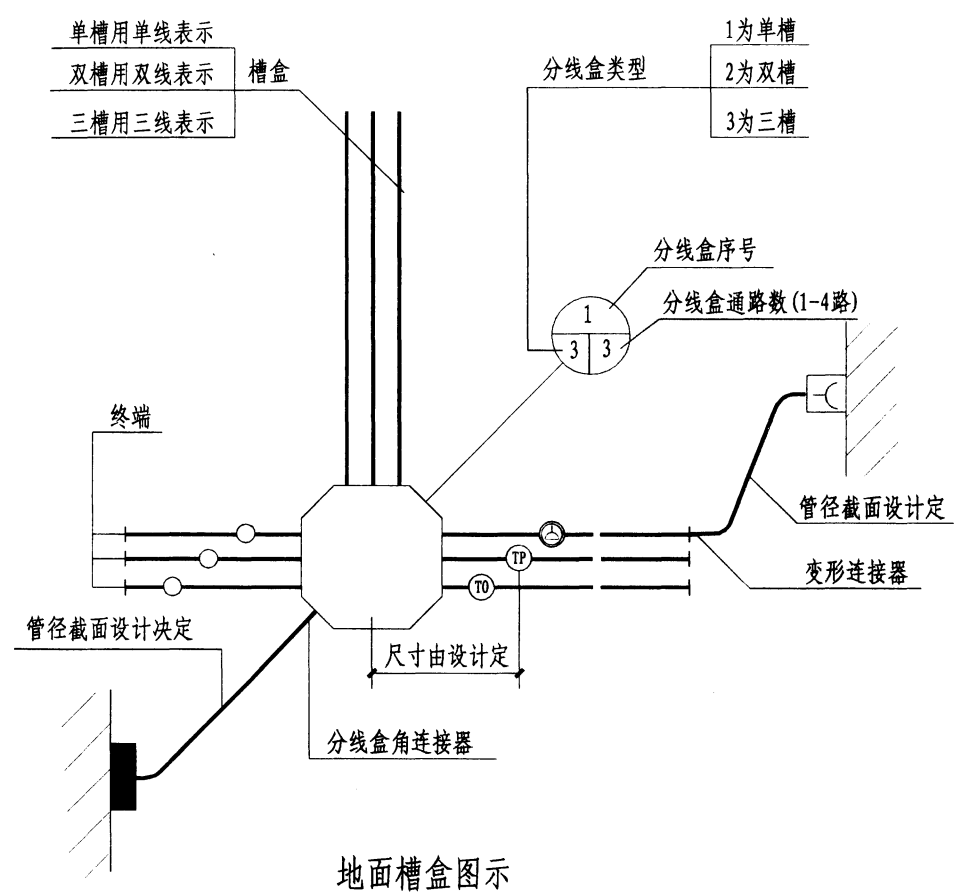 单槽用单线表示
双槽用双线表示
三槽用三线表示
槽盒
分线盒类型
1为单槽
2为双槽
3为三槽
分线盒序号
分线盒通路数(1-4路)
1
3
3
终端
管径截面设计定
变形连接器
TP
TO
管径截面设计决定
尺寸由设计定
分线盒角连接器
地面槽盒图示